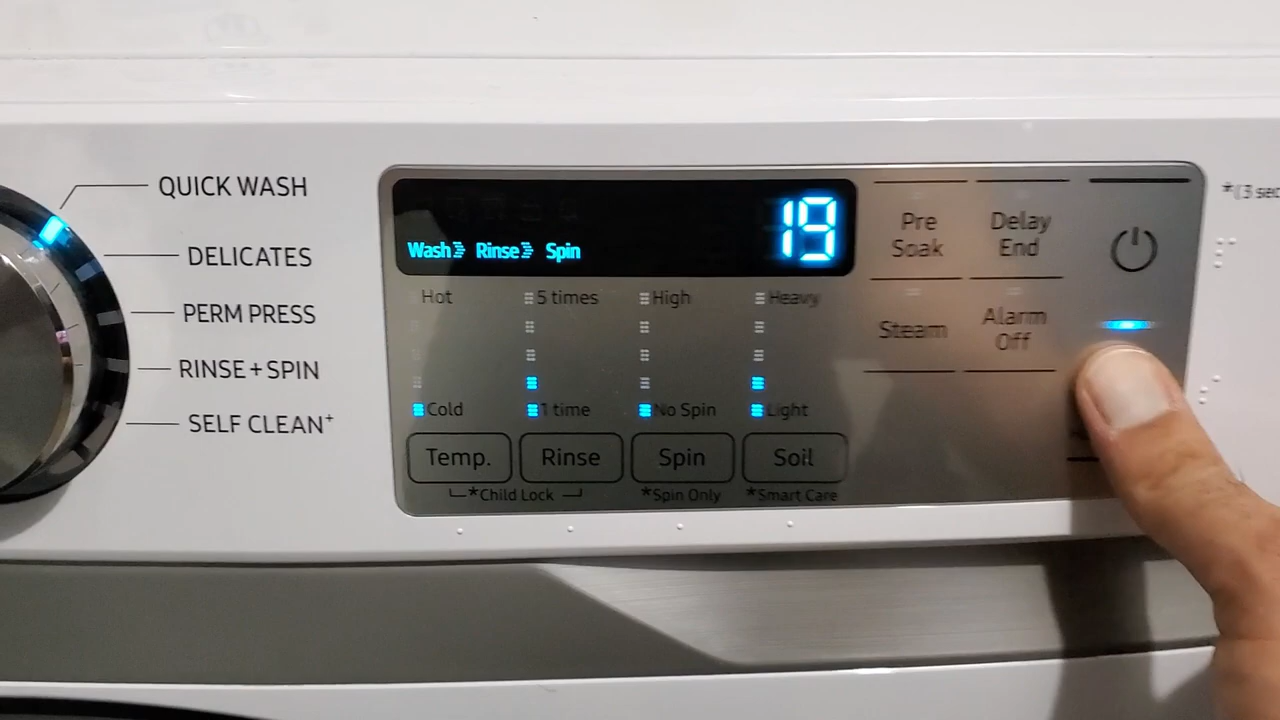 QUICK WASH
DELICATES
PERM PRESS
RINSE+SPIN
SELF CLEAN+
Wash Rinse Spin
19
Hot 5 times High Heavy
Cold 1 time No Spin Light
Temp. Rinse Spin Soil
*Child Lock *Spin Only *Smart Care
Pre
Soak
Delay
End
Steam
Alarm
Off
*(3 sec